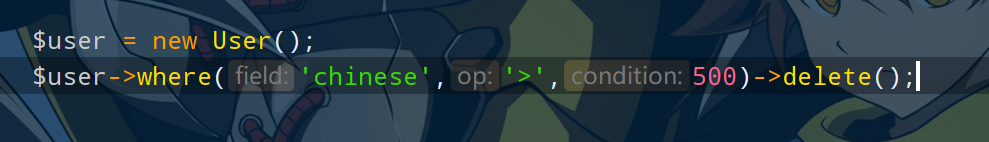 $user = new User();
$user->where( field: 'chinese', op: '>', condition: 500)->delete();